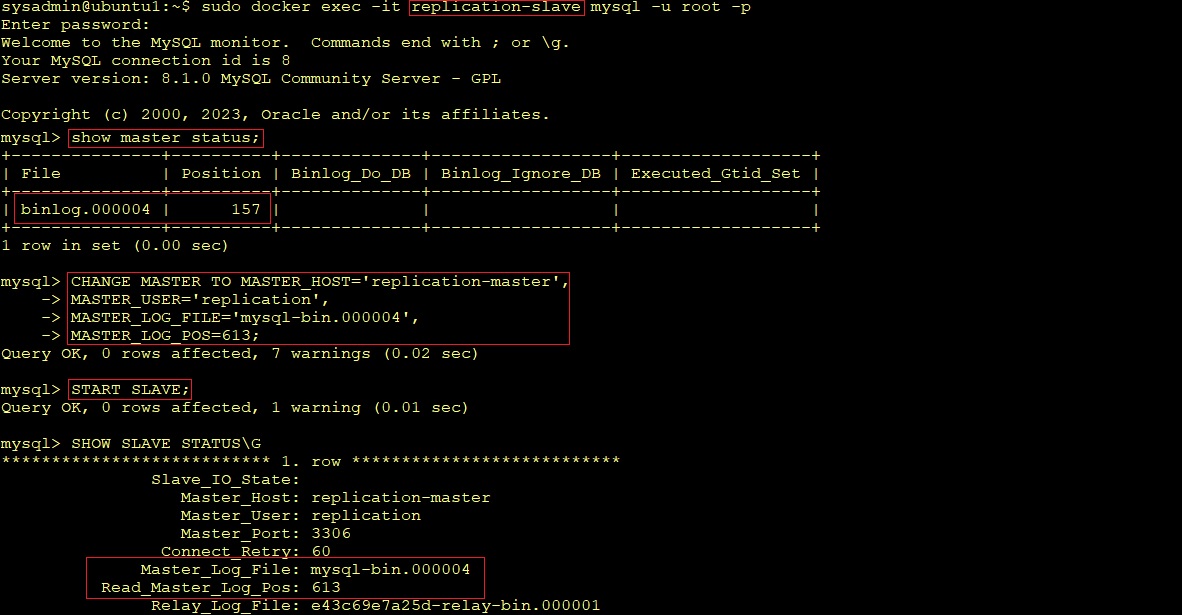 sysadmin@ubuntu1:~$ sudo docker exec -it replication-slave mysql -u root -p
Enter password:
Welcome to the MySQL monitor.  Commands end with ; or \g.
Your MySQL connection id is 8
Server version: 8.1.0 MySQL Community Server - GPL
Copyright (c) 2000, 2023, Oracle and/or its affiliates.
mysql> show master status;
+---------------+----------+--------------+------------------+-------------------+
| File          | Position | Binlog_Do_DB | Binlog_Ignore_DB | Executed_Gtid_Set |
+---------------+----------+--------------+------------------+-------------------+
| binlog.000004 |      157 |              |                  |                   |
+---------------+----------+--------------+------------------+-------------------+
1 row in set (0.00 sec)
mysql> CHANGE MASTER TO MASTER_HOST='replication-master',
    -> MASTER_USER='replication',
    -> MASTER_LOG_FILE='mysql-bin.000004',
    -> MASTER_LOG_POS=613;
Query OK, 0 rows affected, 7 warnings (0.02 sec)
mysql> START SLAVE;
Query OK, 0 rows affected, 1 warning (0.01 sec)
mysql> SHOW SLAVE STATUS\G
*************************** 1. row ***************************
               Slave_IO_State:
                  Master_Host: replication-master
                  Master_User: replication
                  Master_Port: 3306
                Connect_Retry: 60
              Master_Log_File: mysql-bin.000004
          Read_Master_Log_Pos: 613
               Relay_Log_File: e43c69e7a25d-relay-bin.000001